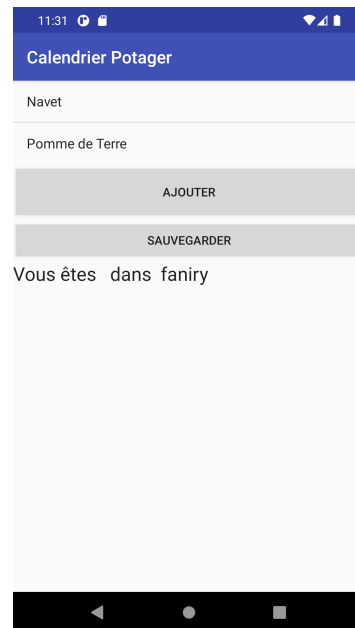 11:31
Calendrier Potager
Navet
Pomme de Terre
AJOUTER
SAUVEGARDER
Vous êtes dans faniry